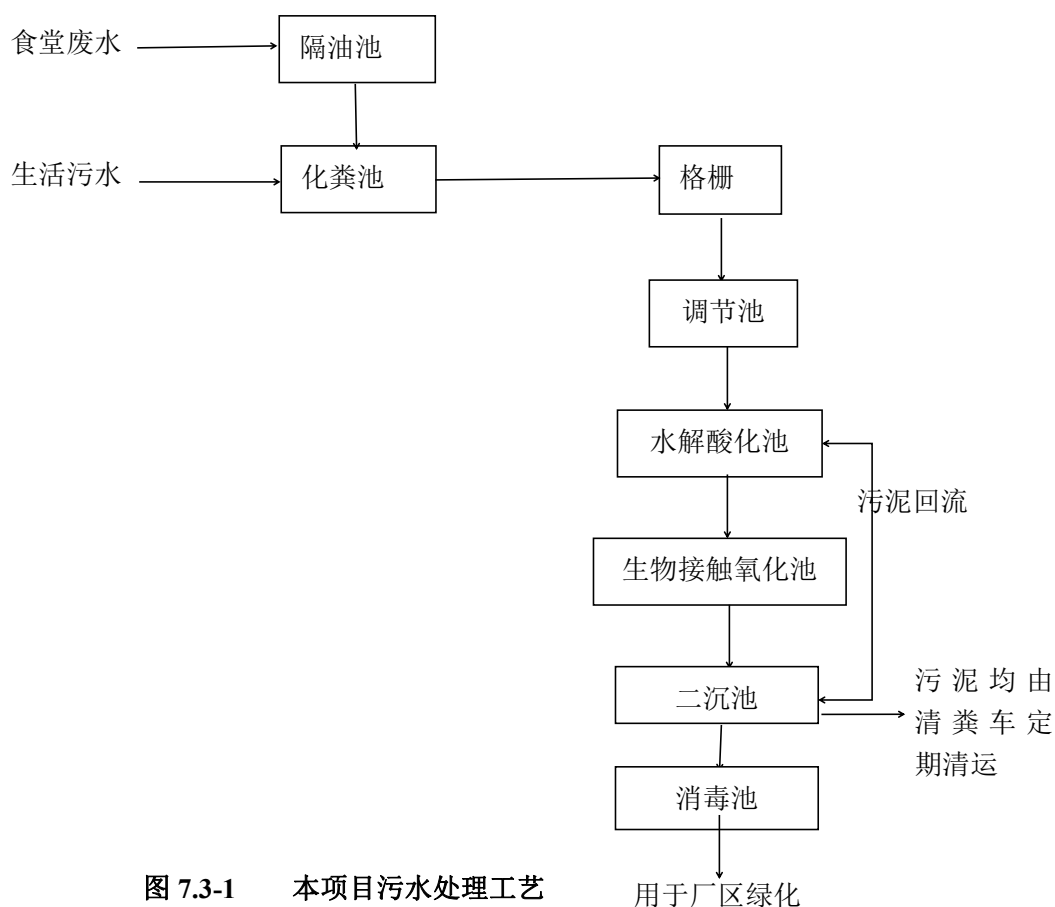 食堂废水
隔油池
生活污水
化粪池
格栅
调节池
水解酸化池
污泥回流
生物接触氧化池
二沉池
污泥均由
清粪车定
期清运
消毒池
用于厂区绿化
图 7.3-1 本项目污水处理工艺